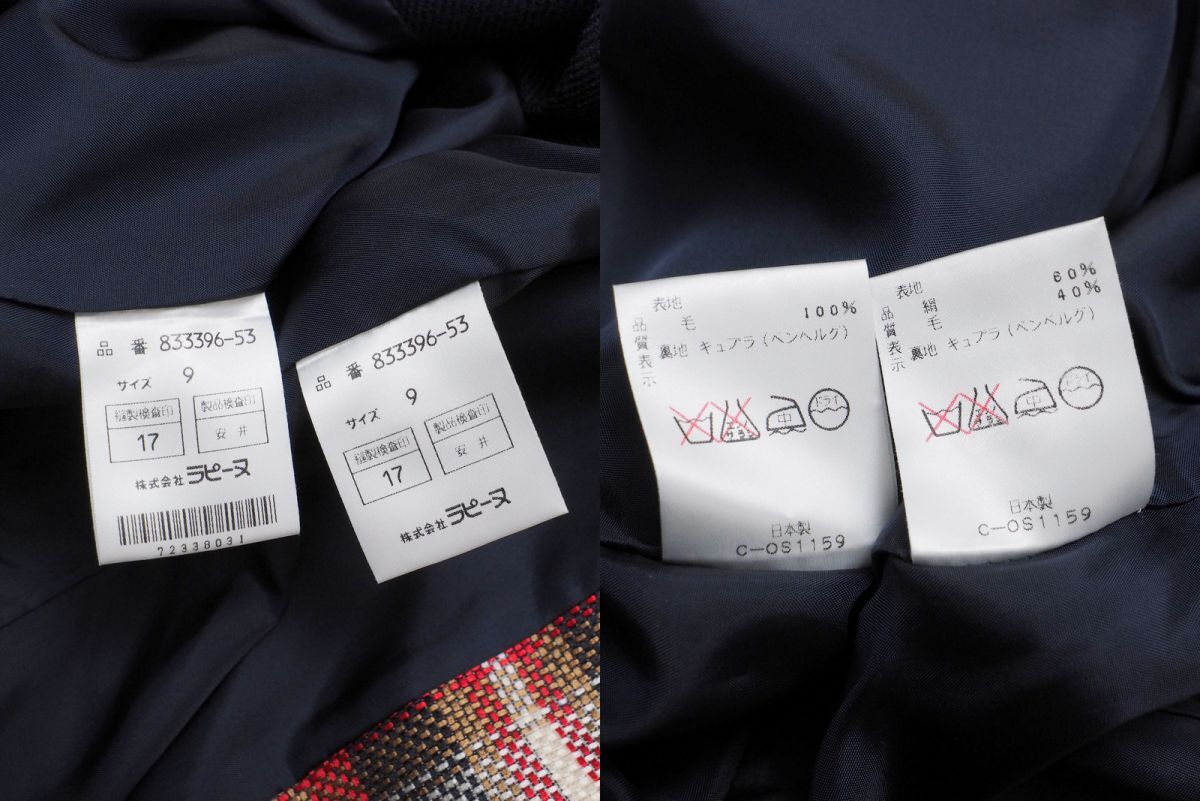 品 番 833396-53
サイズ 9
縫製検査印 製品検査印
17 安 井
株式会社 ラピーヌ
72338031
品 番 833396-53
サイズ 9
縫製検査印 製品検査印
17 安 井
株式会社 ラピーヌ
品質表示
表地
毛 100%
裏地 キュプラ(ベンベルグ)
中 ドライ
日本製
C-OS1159
品質表示
表地
絹 60%
毛 40%
裏地 キュプラ(ベンベルグ)
中 ドライ
日本製
C-OS1159